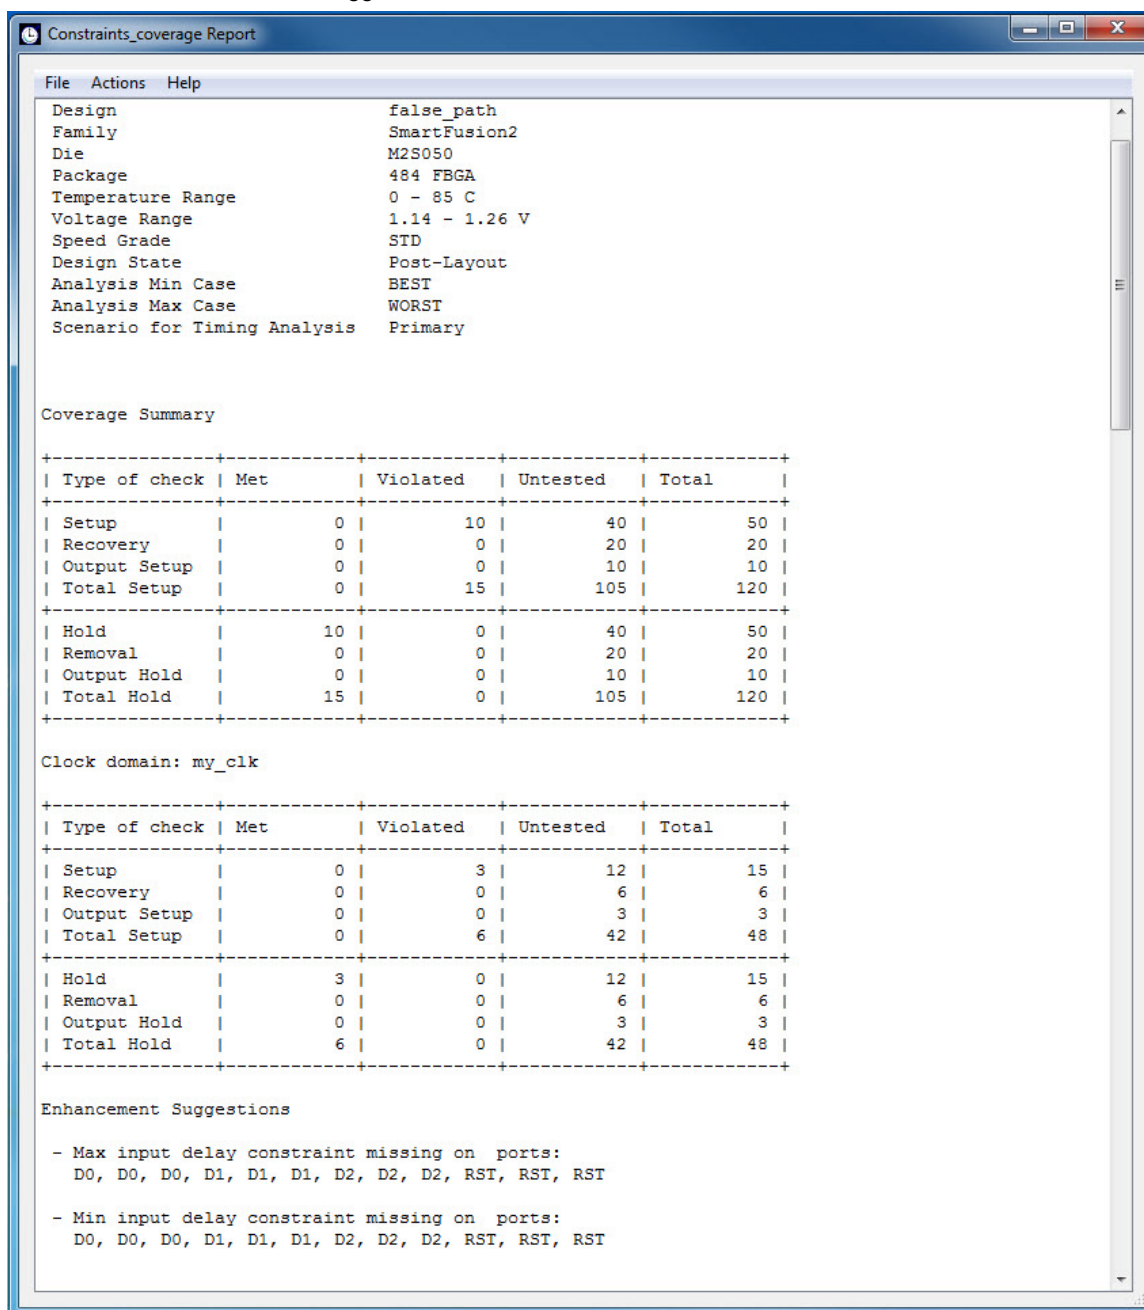 Constraints_coverage Report
File Actions Help
Design false_path
Family SmartFusion2
Die M2S050
Package 484 FBGA
Temperature Range 0 - 85 C
Voltage Range 1.14 - 1.26 V
Speed Grade STD
Design State Post-Layout
Analysis Min Case BEST
Analysis Max Case WORST
Scenario for Timing Analysis Primary
Coverage Summary
+---------------+------------+------------+------------+------------+
| Type of check | Met | Violated | Untested | Total |
+---------------+------------+------------+------------+------------+
| Setup | 0 | 10 | 40 | 50 |
| Recovery | 0 | 0 | 20 | 20 |
| Output Setup | 0 | 0 | 10 | 10 |
| Total Setup | 0 | 15 | 105 | 120 |
+---------------+------------+------------+------------+------------+
| Hold | 10 | 0 | 40 | 50 |
| Removal | 0 | 0 | 20 | 20 |
| Output Hold | 0 | 0 | 10 | 10 |
| Total Hold | 15 | 0 | 105 | 120 |
+---------------+------------+------------+------------+------------+
Clock domain: my_clk
+---------------+------------+------------+------------+------------+
| Type of check | Met | Violated | Untested | Total |
+---------------+------------+------------+------------+------------+
| Setup | 0 | 3 | 12 | 15 |
| Recovery | 0 | 0 | 6 | 6 |
| Output Setup | 0 | 0 | 3 | 3 |
| Total Setup | 0 | 6 | 42 | 48 |
+---------------+------------+------------+------------+------------+
| Hold | 3 | 0 | 12 | 15 |
| Removal | 0 | 0 | 6 | 6 |
| Output Hold | 0 | 0 | 3 | 3 |
| Total Hold | 6 | 0 | 42 | 48 |
+---------------+------------+------------+------------+------------+
Enhancement Suggestions
- Max input delay constraint missing on ports:
D0, D0, D0, D1, D1, D1, D2, D2, D2, RST, RST, RST
- Min input delay constraint missing on ports:
D0, D0, D0, D1, D1, D1, D2, D2, D2, RST, RST, RST